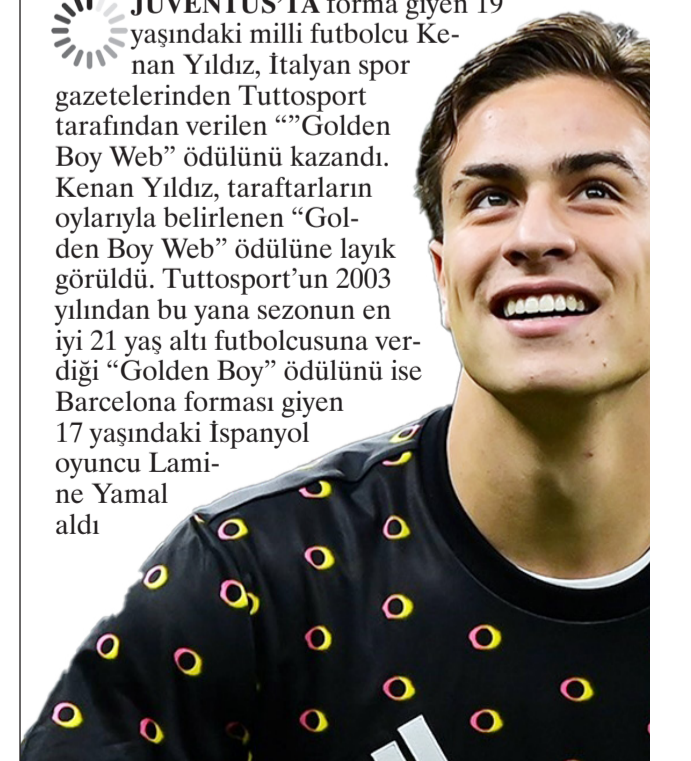 JUVENTUS'TA forma giyen 19
yaşındaki milli futbolcu Ke-
nan Yıldız, İtalyan spor
gazetelerinden Tuttosport
tarafından verilen “”Golden
Boy Web” ödülünü kazandı.
Kenan Yıldız, taraftarların
oylarıyla belirlenen “Gol-
den Boy Web” ödülüne layık
görüldü. Tuttosport’un 2003
yılından bu yana sezonun en
iyi 21 yaş altı futbolcusuna ver-
diği “Golden Boy” ödülünü ise
Barcelona forması giyen
17 yaşındaki İspanyol
oyuncu Lami-
ne Yamal
aldı